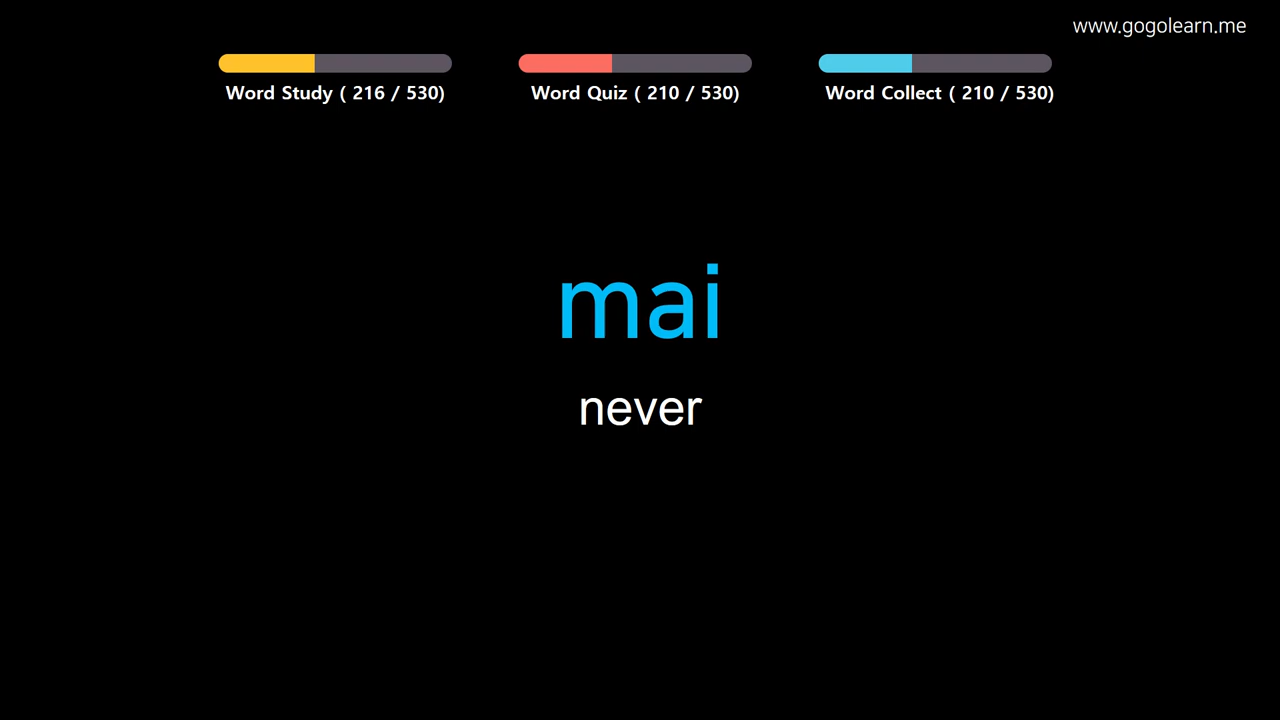 www.gogolearn.me
Word Study ( 216 / 530)
Word Quiz ( 210 / 530)
Word Collect ( 210 / 530)
mai
never